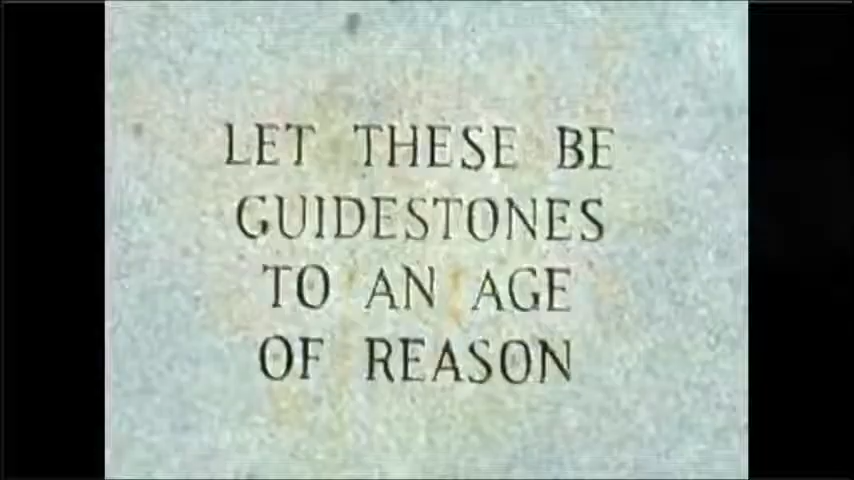 LET THESE BE
GUIDESTONES
TO AN AGE
OF REASON